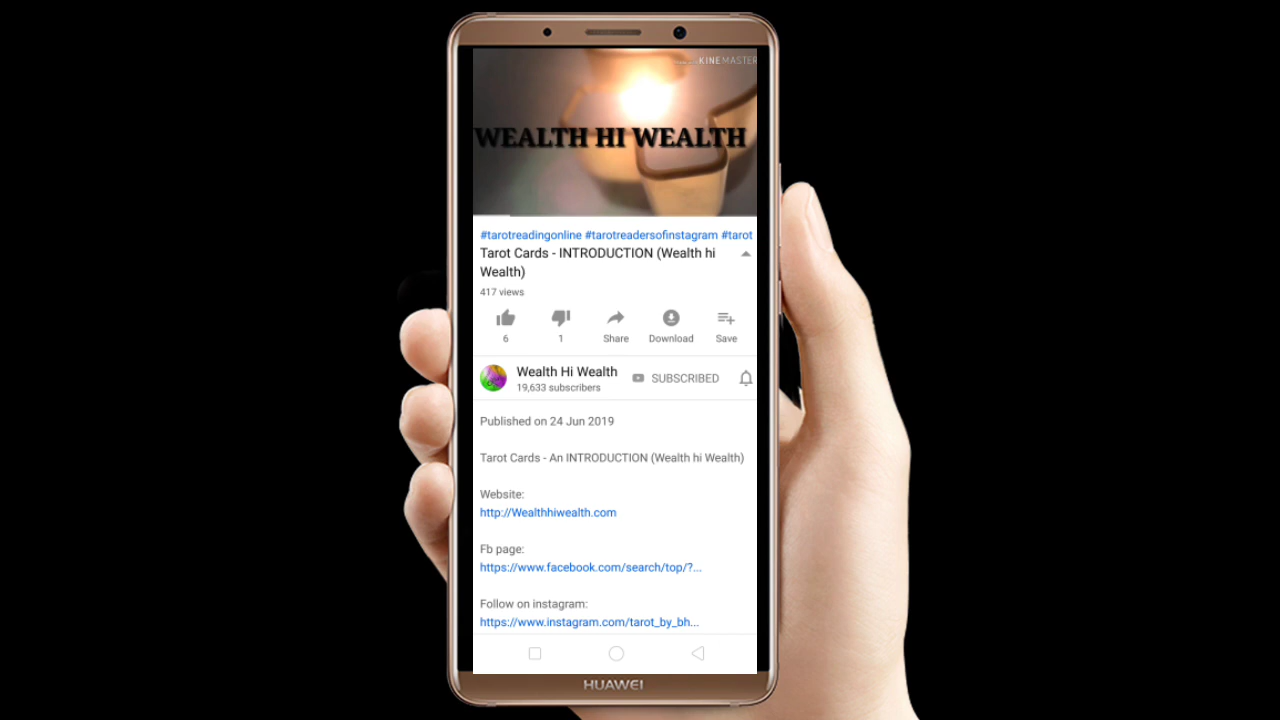 KINEMASTER
WEALTH HI WEALTH
#tarotreadingonline #tarotreadersofinstagram #tarot
Tarot Cards - INTRODUCTION (Wealth hi
Wealth)
417 views
6 1 Share Download Save
Wealth Hi Wealth SUBSCRIBED
19,633 subscribers
Published on 24 Jun 2019
Tarot Cards - An INTRODUCTION (Wealth hi Wealth)
Website:
http://Wealthhiwealth.com
Fb page:
https://www.facebook.com/search/top/?...
Follow on instagram:
https://www.instagram.com/tarot_by_bh...
HUAWEI